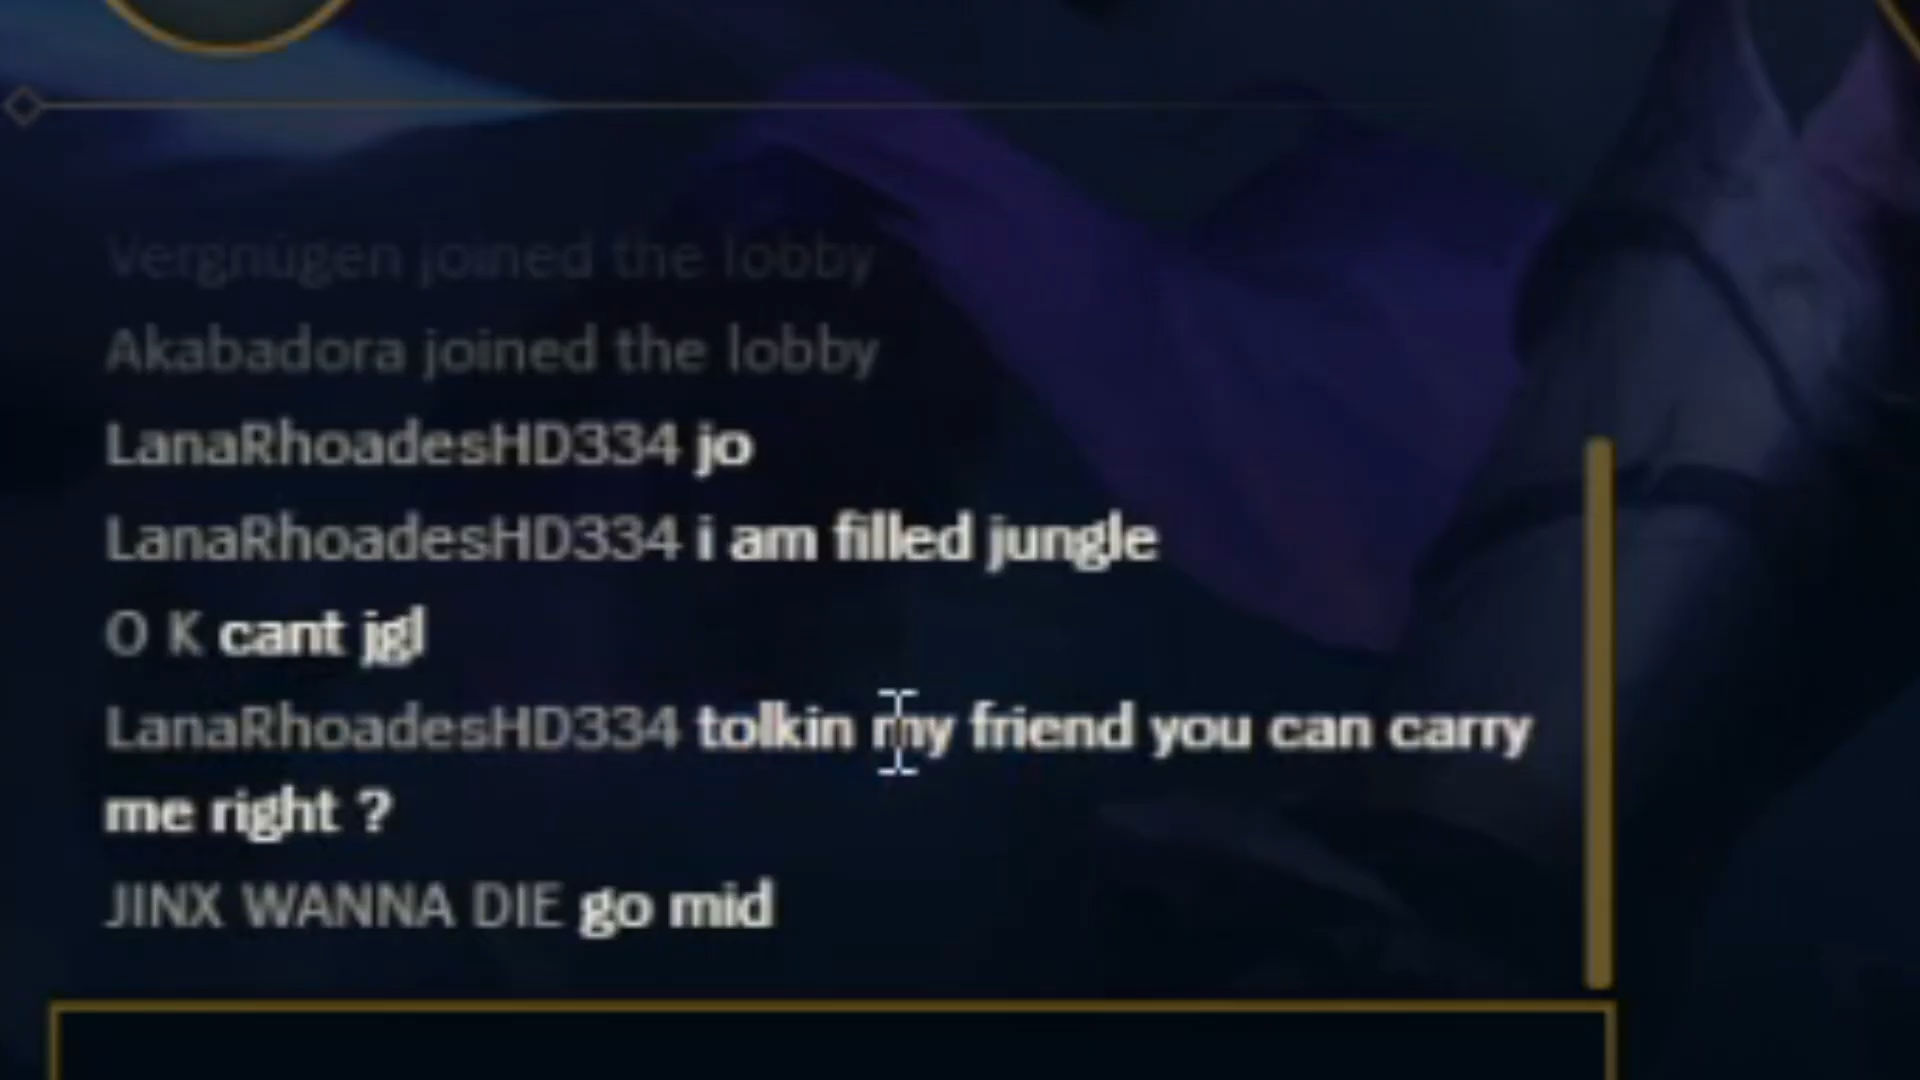 Vergnügen joined the lobby
Akabadora joined the lobby
LanaRhoadesHD334 jo
LanaRhoadesHD334 i am filled jungle
O K cant jgl
LanaRhoadesHD334 tolkin my friend you can carry
me right ?
JINX WANNA DIE go mid